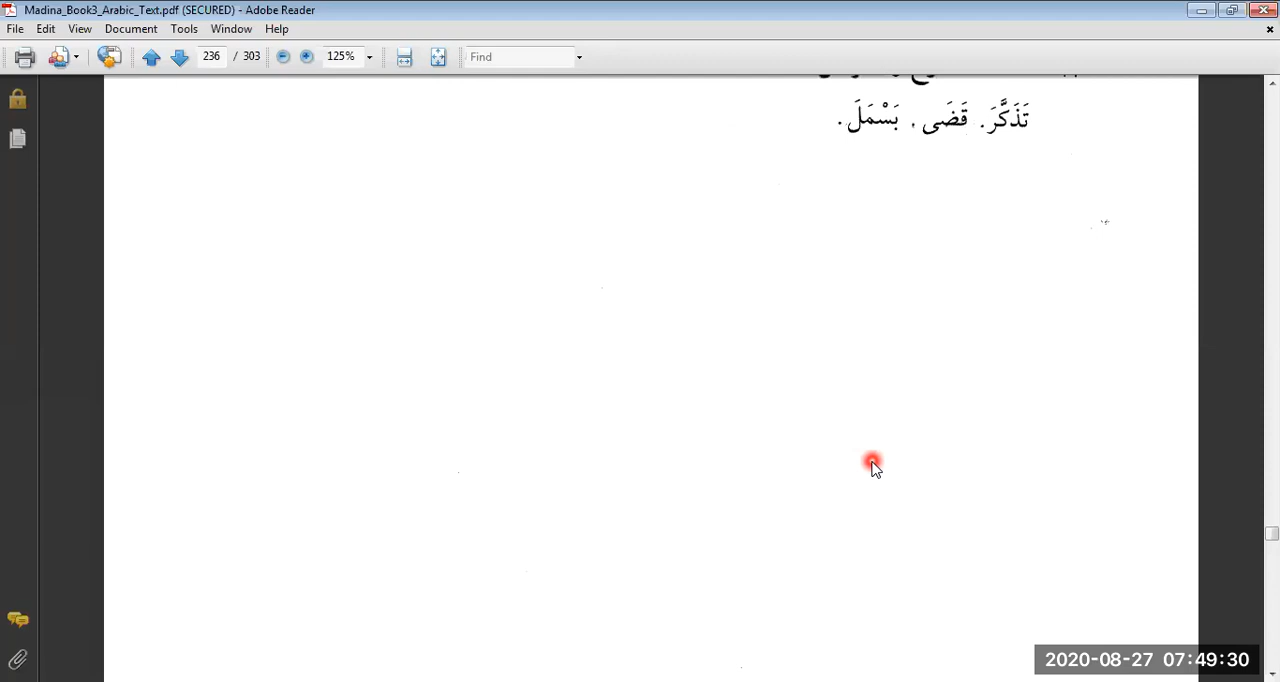 Madina_Book3_Arabic_Text.pdf (SECURED) - Adobe Reader
File Edit View Document Tools Window Help
236 / 303 125% Find
تَذَكَّرَ. قَضَى , بَسْمَلَ .
2020-08-27 07:49:30